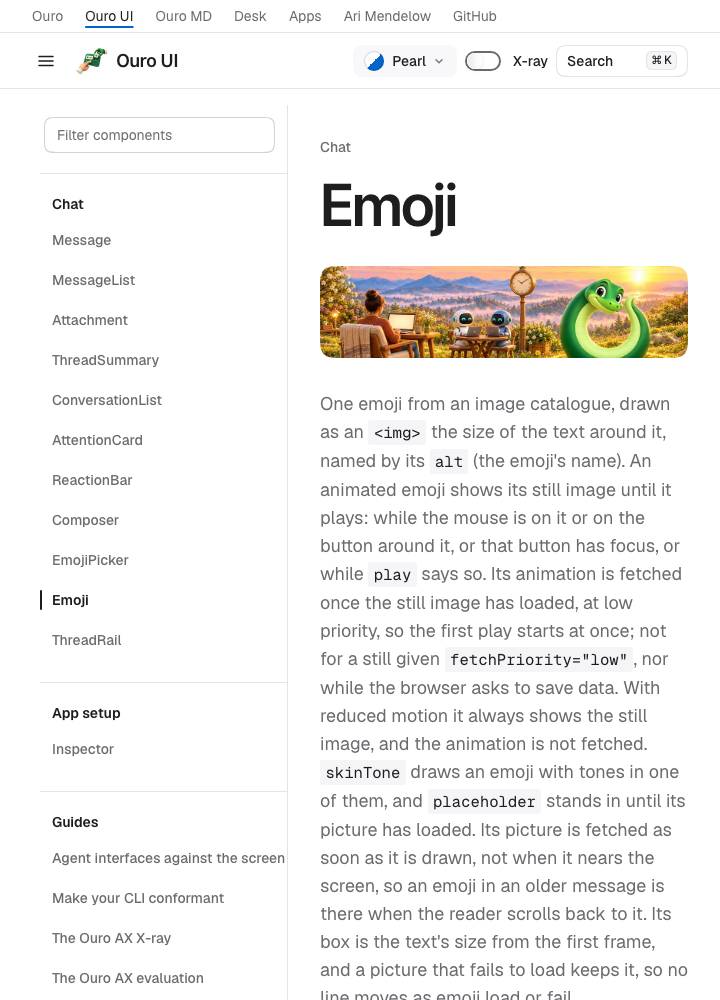 Ouro Ouro UI Ouro MD Desk Apps Ari Mendelow GitHub
Ouro UI Pearl X-ray Search ⌘ K
Filter components
Chat
Message
MessageList
Attachment
ThreadSummary
ConversationList
AttentionCard
ReactionBar
Composer
EmojiPicker
Emoji
ThreadRail
App setup
Inspector
Guides
Agent interfaces against the screen
Make your CLI conformant
The Ouro AX X-ray
The Ouro AX evaluation
Chat
Emoji
One emoji from an image catalogue, drawn
as an <img> the size of the text around it,
named by its alt (the emoji's name). An
animated emoji shows its still image until it
plays: while the mouse is on it or on the
button around it, or that button has focus, or
while play says so. Its animation is fetched
once the still image has loaded, at low
priority, so the first play starts at once; not
for a still given fetchPriority="low", nor
while the browser asks to save data. With
reduced motion it always shows the still
image, and the animation is not fetched.
skinTone draws an emoji with tones in one
of them, and placeholder stands in until its
picture has loaded. Its picture is fetched as
soon as it is drawn, not when it nears the
screen, so an emoji in an older message is
there when the reader scrolls back to it. Its
box is the text's size from the first frame,
and a picture that fails to load keeps it, so no
line moves as emoji load or fail.